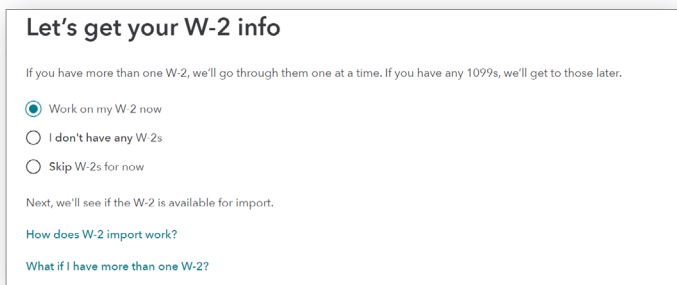 Let's get your W-2 info
If you have more than one W-2, we'll go through them one at a time. If you have any 1099s, we'll get to those later.
Work on my W-2 now
I don't have any W-2s
Skip W-2s for now
Next, we'll see if the W-2 is available for import.
How does W-2 import work?
What if I have more than one W-2?